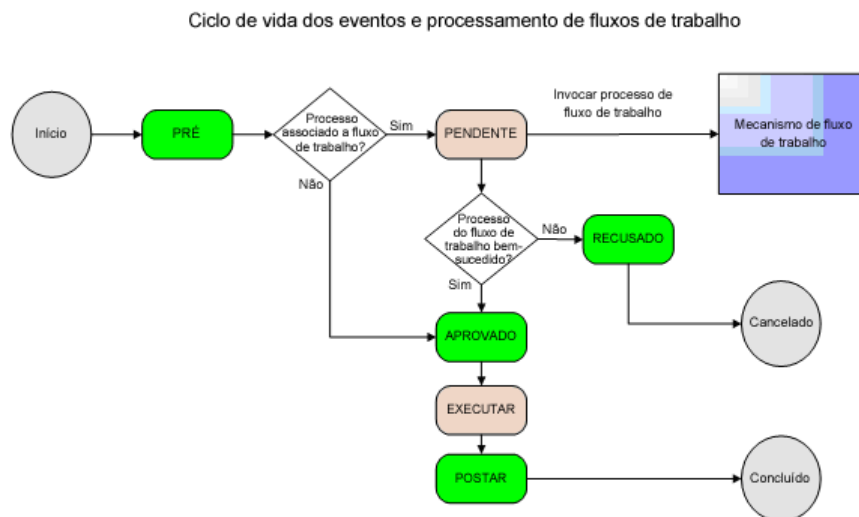 Ciclo de vida dos eventos e processamento de fluxos de trabalho
Início
PRÉ
Processo
associado a fluxo
de trabalho?
Sim
PENDENTE
Invocar processo de
fluxo de trabalho
Mecanismo de fluxo
de trabalho
Não
Processo
do fluxo de
trabalho bem-
sucedido?
Não
RECUSADO
Sim
APROVADO
Cancelado
EXECUTAR
POSTAR
Concluído